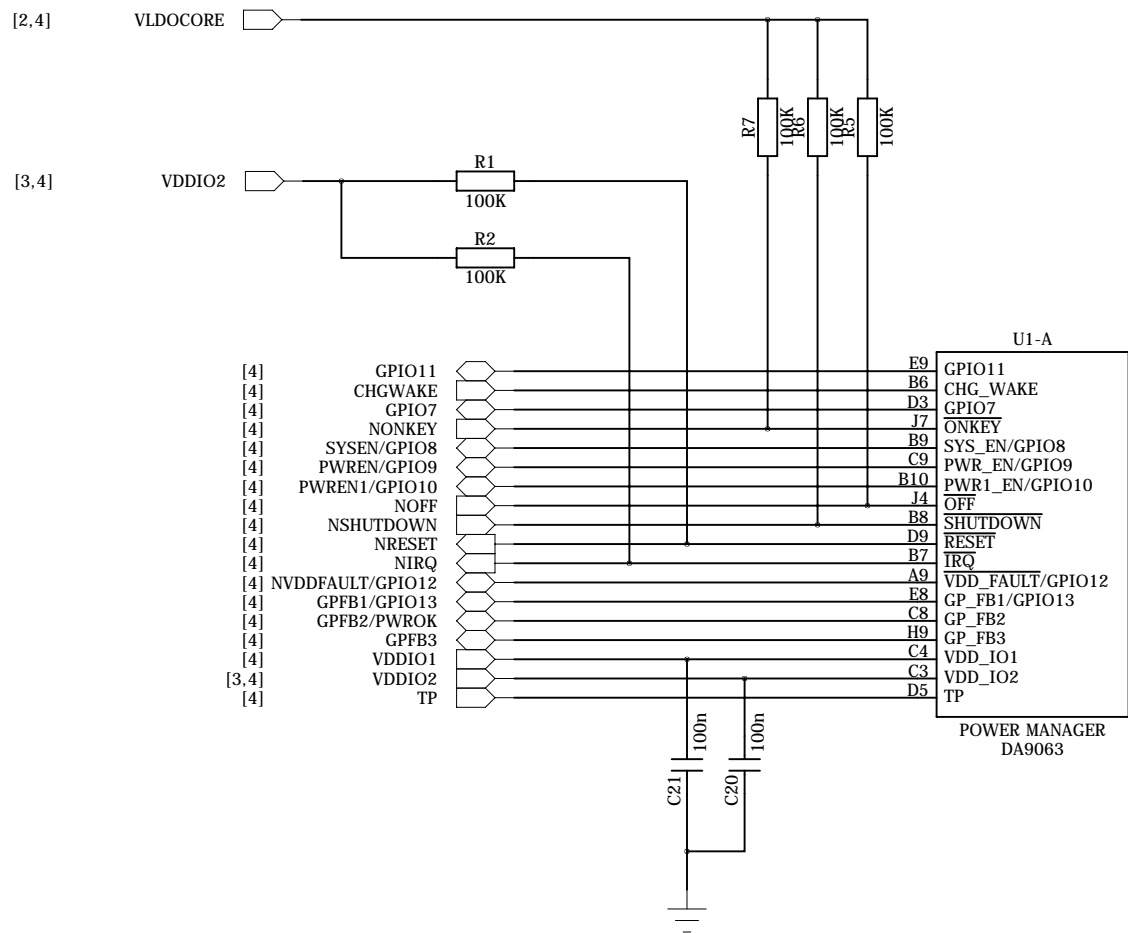 [2,4] VLDOCORE
R7 100K R6 100K R5 100K
[3,4] VDDIO2
R1
100K
R2
100K
U1-A
[4] GPIO11 E9 GPIO11
[4] CHGWAKE B6 CHG_WAKE
[4] GPIO7 D3 GPIO7
[4] NONKEY J7 ONKEY
[4] SYSEN/GPIO8 B9 SYS_EN/GPIO8
[4] PWREN/GPIO9 C9 PWR_EN/GPIO9
[4] PWREN1/GPIO10 B10 PWR1_EN/GPIO10
[4] NOFF J4 OFF
[4] NSHUTDOWN B8 SHUTDOWN
[4] NRESET D9 RESET
[4] NIRQ B7 IRQ
[4] NVDDFAULT/GPIO12 A9 VDD_FAULT/GPIO12
[4] GPFB1/GPIO13 E8 GP_FB1/GPIO13
[4] GPFB2/PWROK C8 GP_FB2
[4] GPFB3 H9 GP_FB3
[4] VDDIO1 C4 VDD_IO1
[3,4] VDDIO2 C3 VDD_IO2
[4] TP D5 TP
POWER MANAGER
DA9063
C21 100n C20 100n